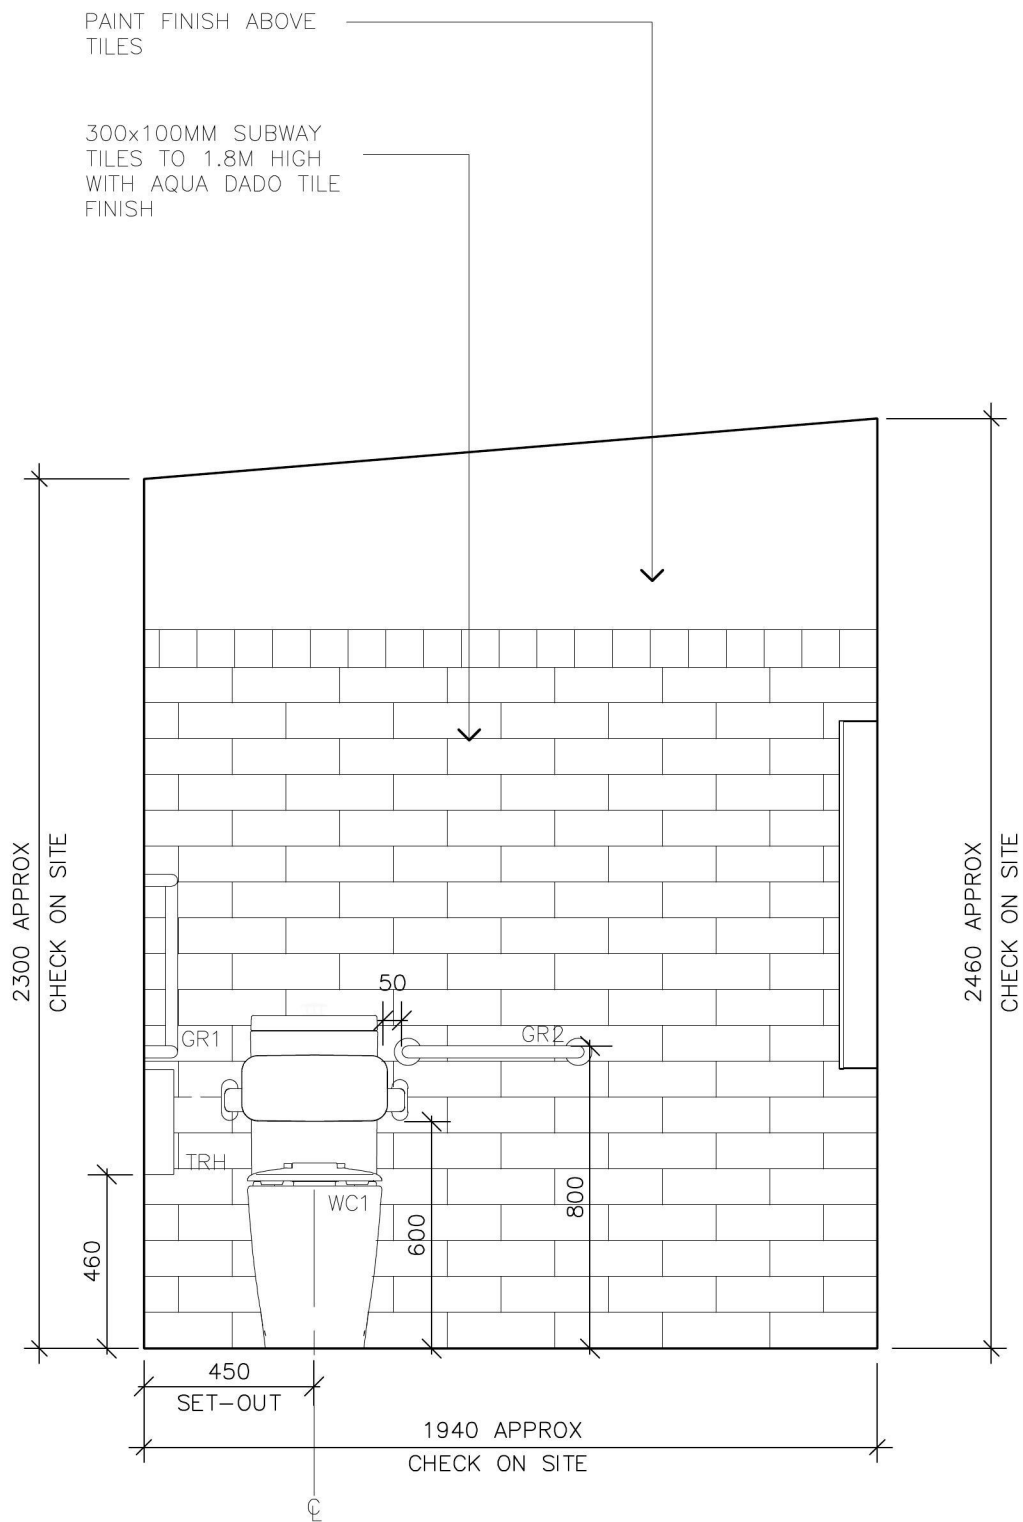 PAINT FINISH ABOVE
TILES
300x100MM SUBWAY
TILES TO 1.8M HIGH
WITH AQUA DADO TILE
FINISH
2300 APPROX
CHECK ON SITE
2460 APPROX
CHECK ON SITE
50
GR1
GR2
TRH
WC1
460
600
800
450
SET-OUT
1940 APPROX
CHECK ON SITE
℄